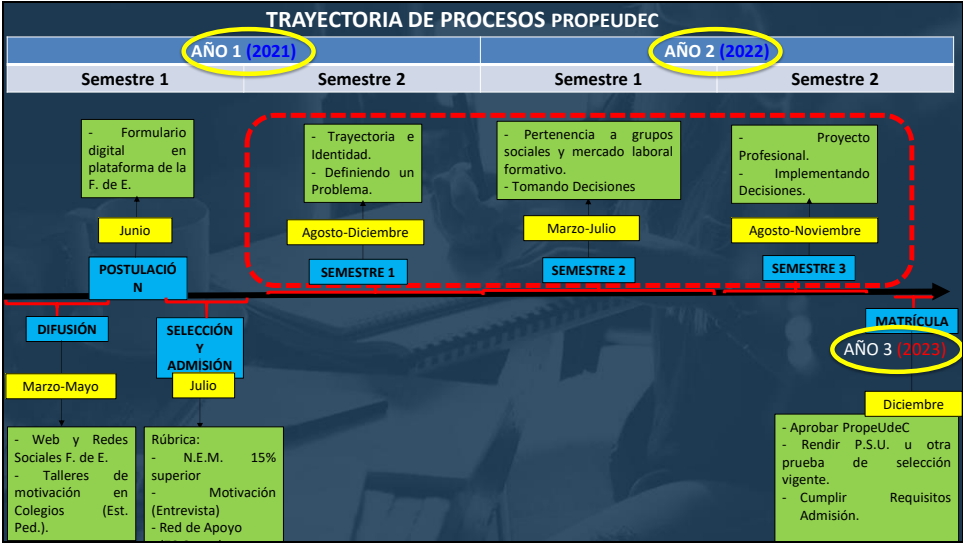 TRAYECTORIA DE PROCESOS PROPEUDEC
AÑO 1 (2021)
AÑO 2 (2022)
Semestre 1
Semestre 2
Semestre 1
Semestre 2
- Formulario
digital en
plataforma de la
F. de E.
- Trayectoria e
Identidad.
- Definiendo un
Problema.
- Pertenencia a grupos
sociales y mercado laboral
formativo.
- Tomando Decisiones
- Proyecto
Profesional.
- Implementando
Decisiones.
Junio
Agosto-Diciembre
Marzo-Julio
Agosto-Noviembre
POSTULACIÓ
N
SEMESTRE 1
SEMESTRE 2
SEMESTRE 3
DIFUSIÓN
SELECCIÓN
Y
ADMISIÓN
MATRÍCULA
AÑO 3 (2023)
Marzo-Mayo
Julio
Diciembre
- Web y Redes
Sociales F. de E.
- Talleres de
motivación en
Colegios (Est.
Ped.).
Rúbrica:
- N.E.M. 15%
superior
- Motivación
(Entrevista)
- Red de Apoyo
- Aprobar PropeUdeC
- Rendir P.S.U. u otra
prueba de selección
vigente.
- Cumplir Requisitos
Admisión.